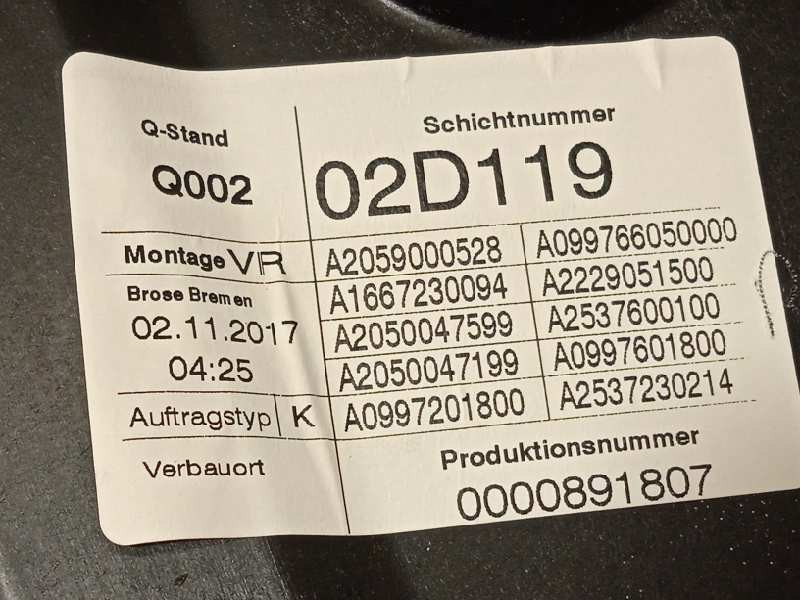 Q-Stand
Q002
Schichtnummer
02D119
Montage VR
Brose Bremen
02.11.2017
04:25
Auftragstyp K
Verbauort
A2059000528 A099766050000
A1667230094 A2229051500
A2050047599 A2537600100
A2050047199 A0997601800
A0997201800 A2537230214
Produktionsnummer
0000891807